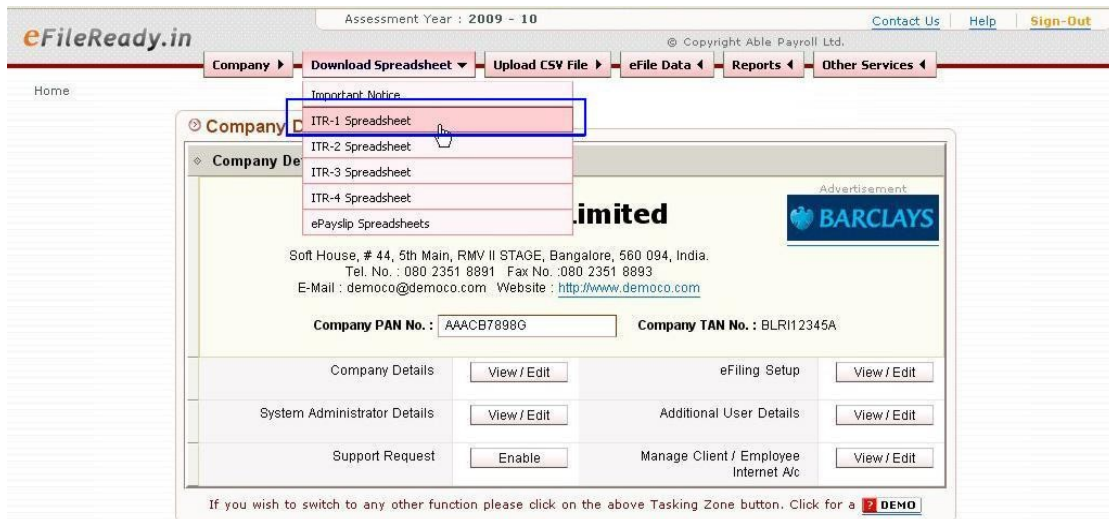 Assessment Year : 2009 - 10
Contact Us Help Sign-Out
eFileReady.in
© Copyright Able Payroll Ltd.
Company Download Spreadsheet Upload CSV File eFile Data Reports Other Services
Home
Important Notice
ITR-1 Spreadsheet
ITR-2 Spreadsheet
ITR-3 Spreadsheet
ITR-4 Spreadsheet
ePayslip Spreadsheets
Company D
Company De
Advertisement
imited
BARCLAYS
Soft House, # 44, 5th Main, RMV II STAGE, Bangalore, 560 094, India.
Tel. No. : 080 2351 8891 Fax No. :080 2351 8893
E-Mail : democo@democo.com Website : http://www.democo.com
Company PAN No. : AAACB7898G Company TAN No. : BLRI12345A
Company Details View / Edit eFiling Setup View / Edit
System Administrator Details View / Edit Additional User Details View / Edit
Support Request Enable Manage Client / Employee Internet A/c View / Edit
If you wish to switch to any other function please click on the above Tasking Zone button. Click for a ? DEMO